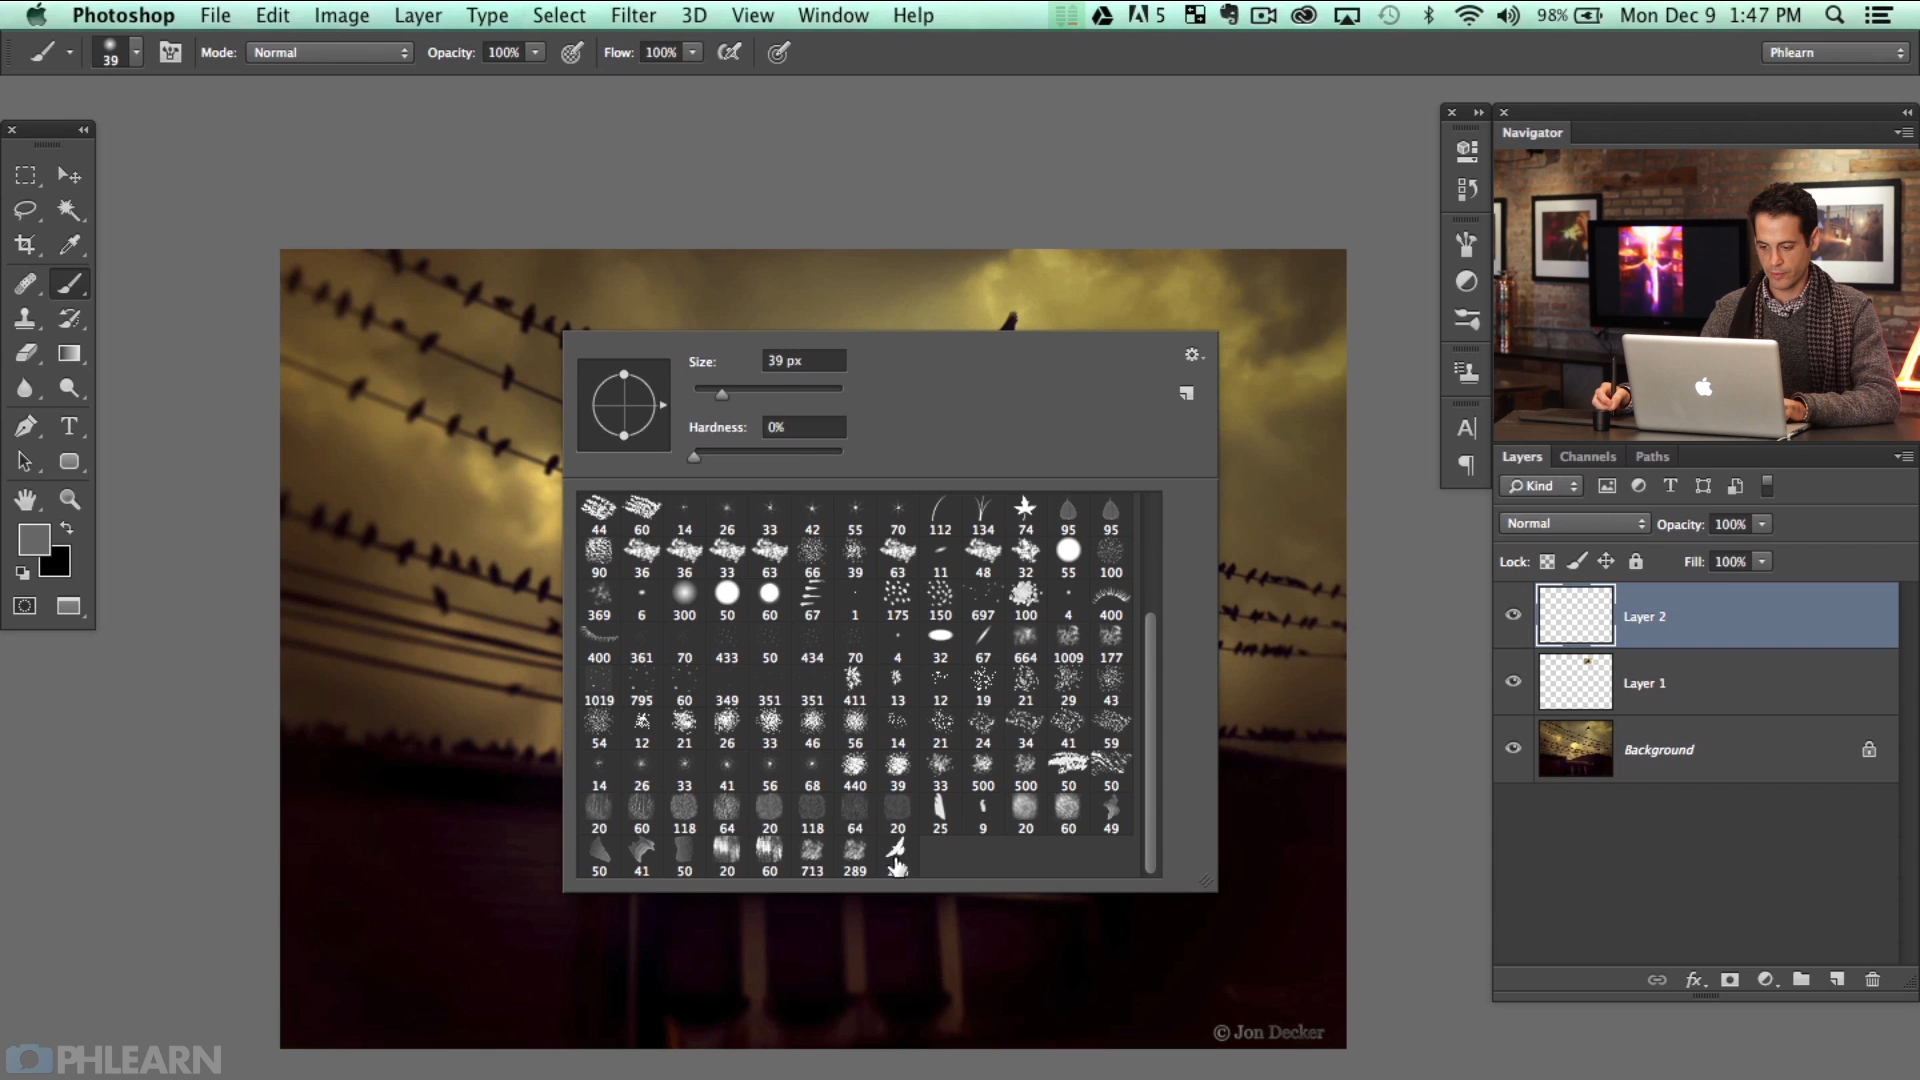 Photoshop File Edit Image Layer Type Select Filter 3D View Window Help 5 98% Mon Dec 9 1:47 PM
39 Mode: Normal Opacity: 100% Flow: 100% Phlearn
Navigator
Size: 39 px
Hardness: 0%
44 60 14 26 33 42 55 70 112 134 74 95 95
90 36 36 33 63 66 39 63 11 48 32 55 100
369 6 300 50 60 67 1 175 150 697 100 4 400
400 361 70 433 50 434 70 4 32 67 664 1009 177
1019 795 60 349 351 351 411 13 12 19 21 29 43
54 12 21 26 33 46 56 14 21 24 34 41 59
14 26 33 41 56 68 440 39 33 500 500 50 50
20 60 118 64 20 118 64 20 25 9 20 60 49
50 41 50 20 60 713 289
Layers Channels Paths
Kind
Normal Opacity: 100%
Lock: Fill: 100%
Layer 2
Layer 1
Background
© Jon Decker
PHLEARN